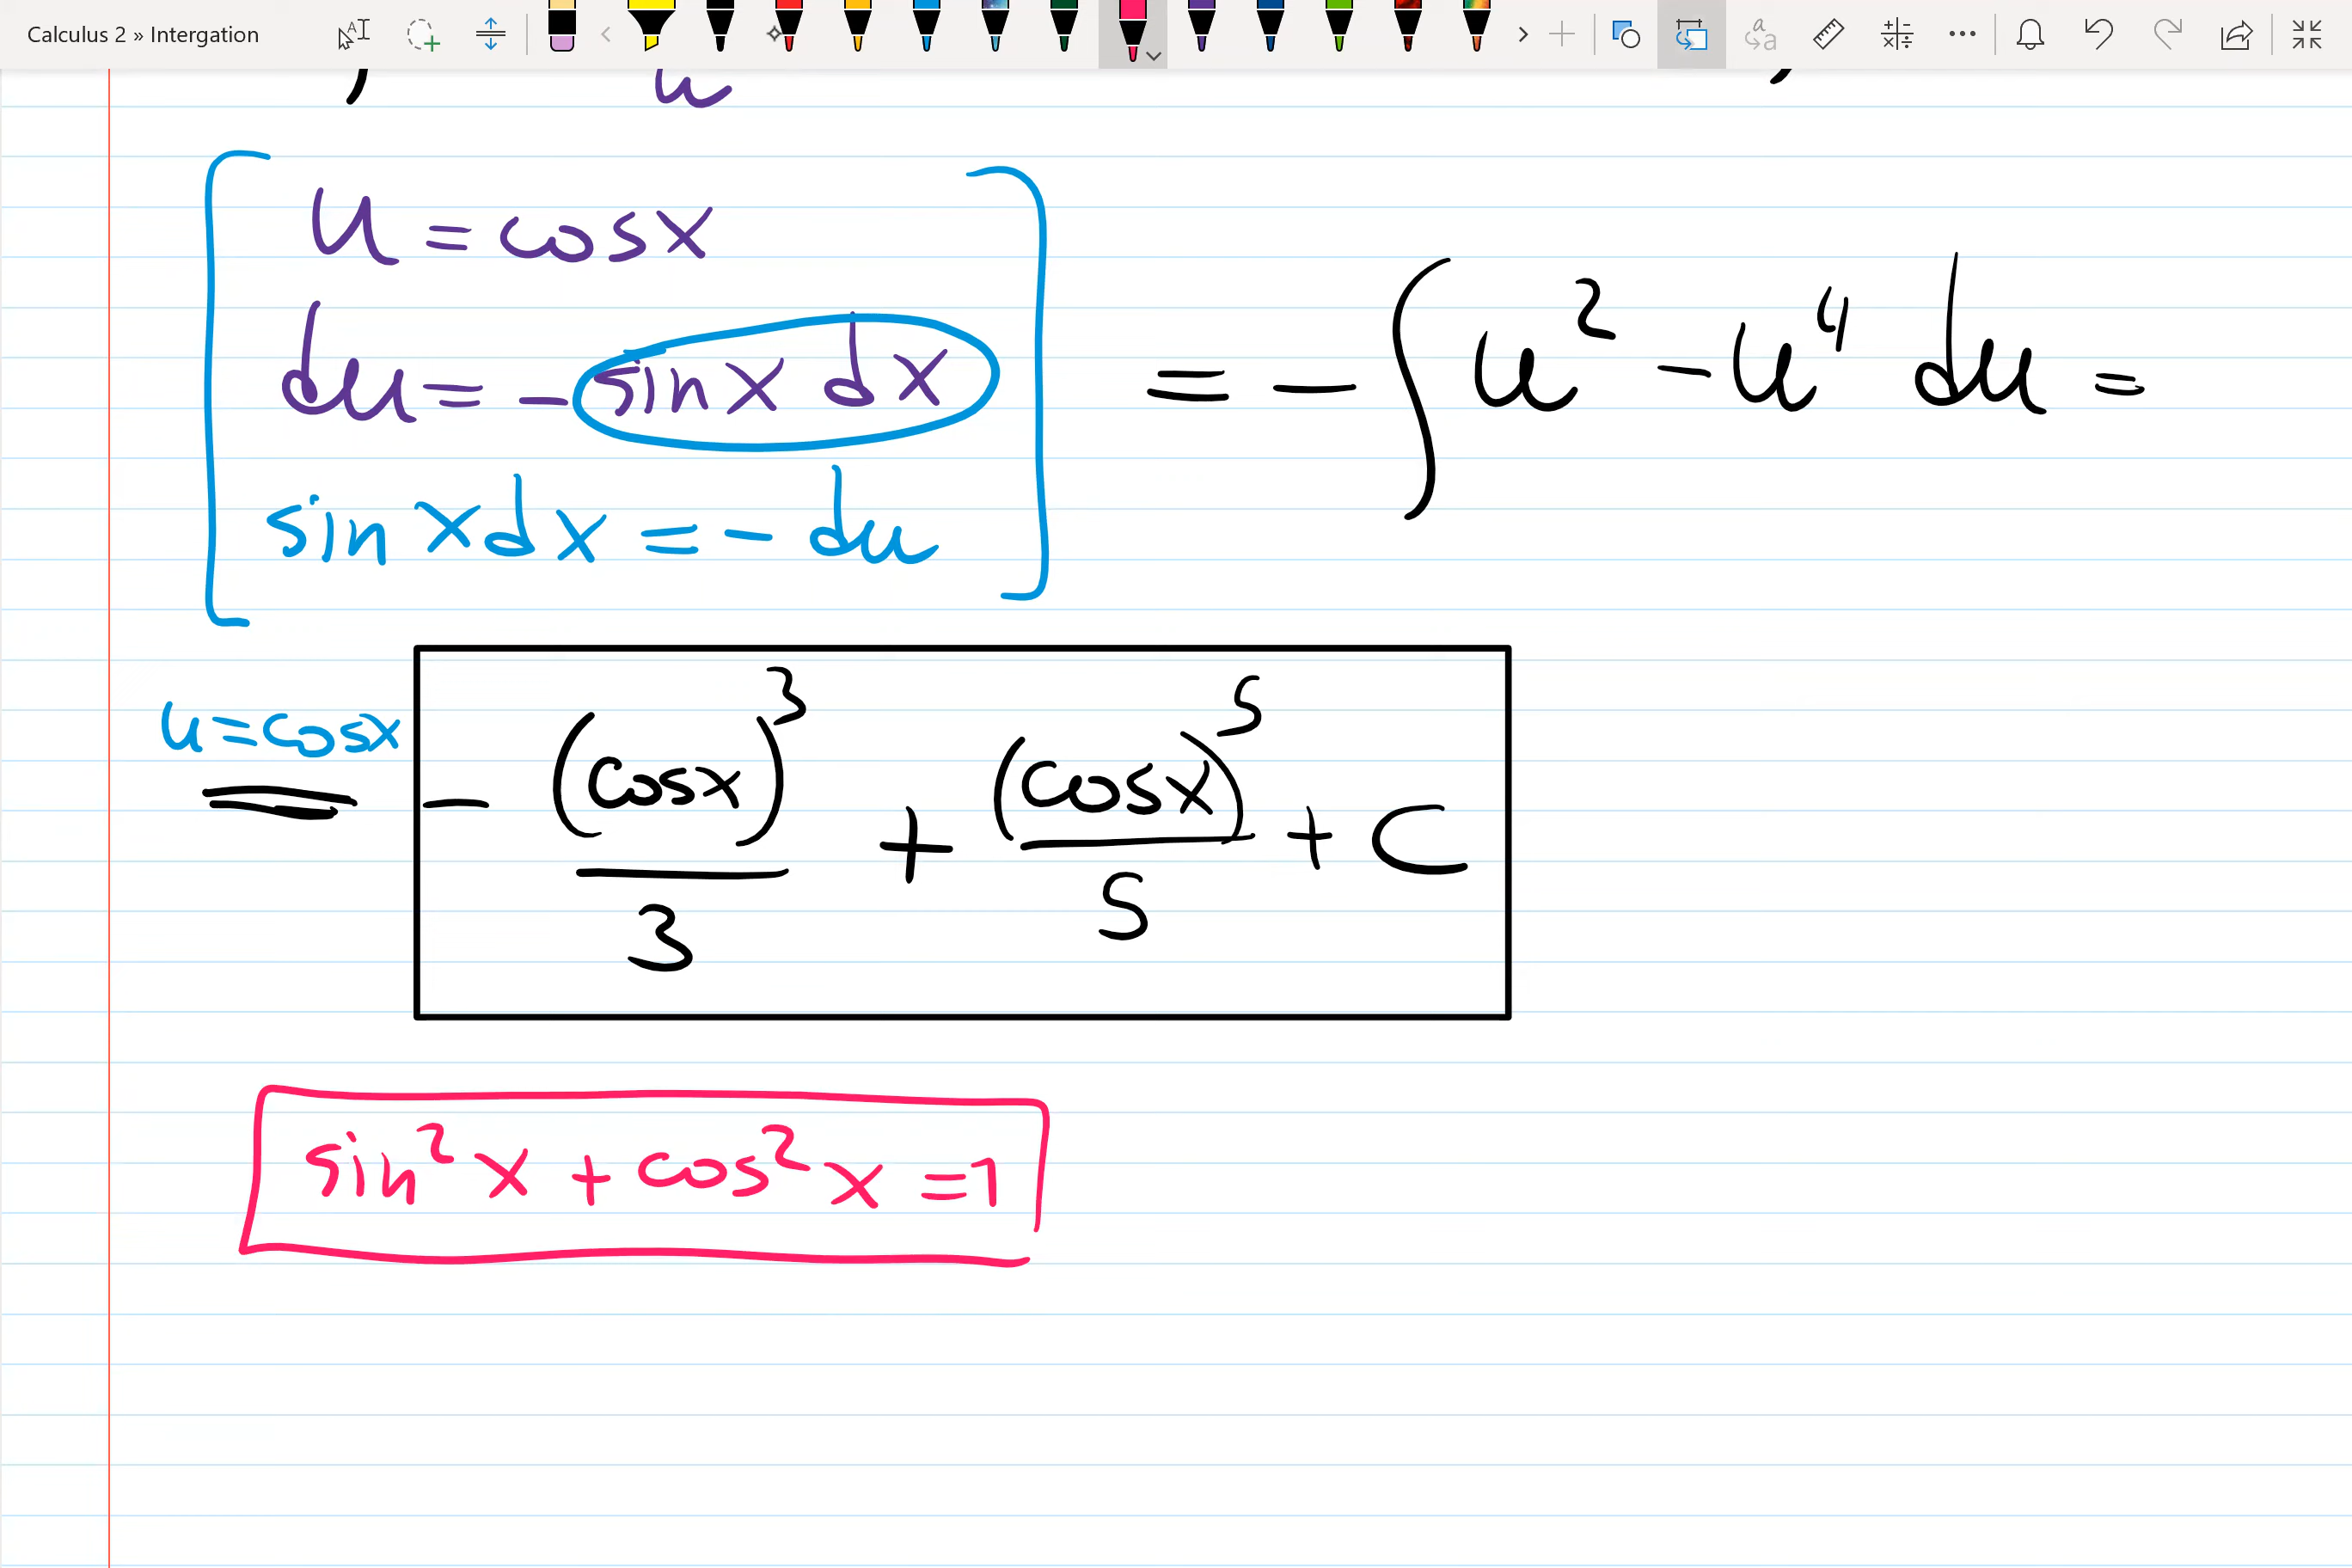 Calculus 2 » Intergation
u
u = cosx
du = - sinx dx
sinxdx = - du
= - ∫ u² - u⁴ du =
u=cosx
= - (cosx)³/3 + (cosx)⁵/5 + C
sin²x + cos²x = 1